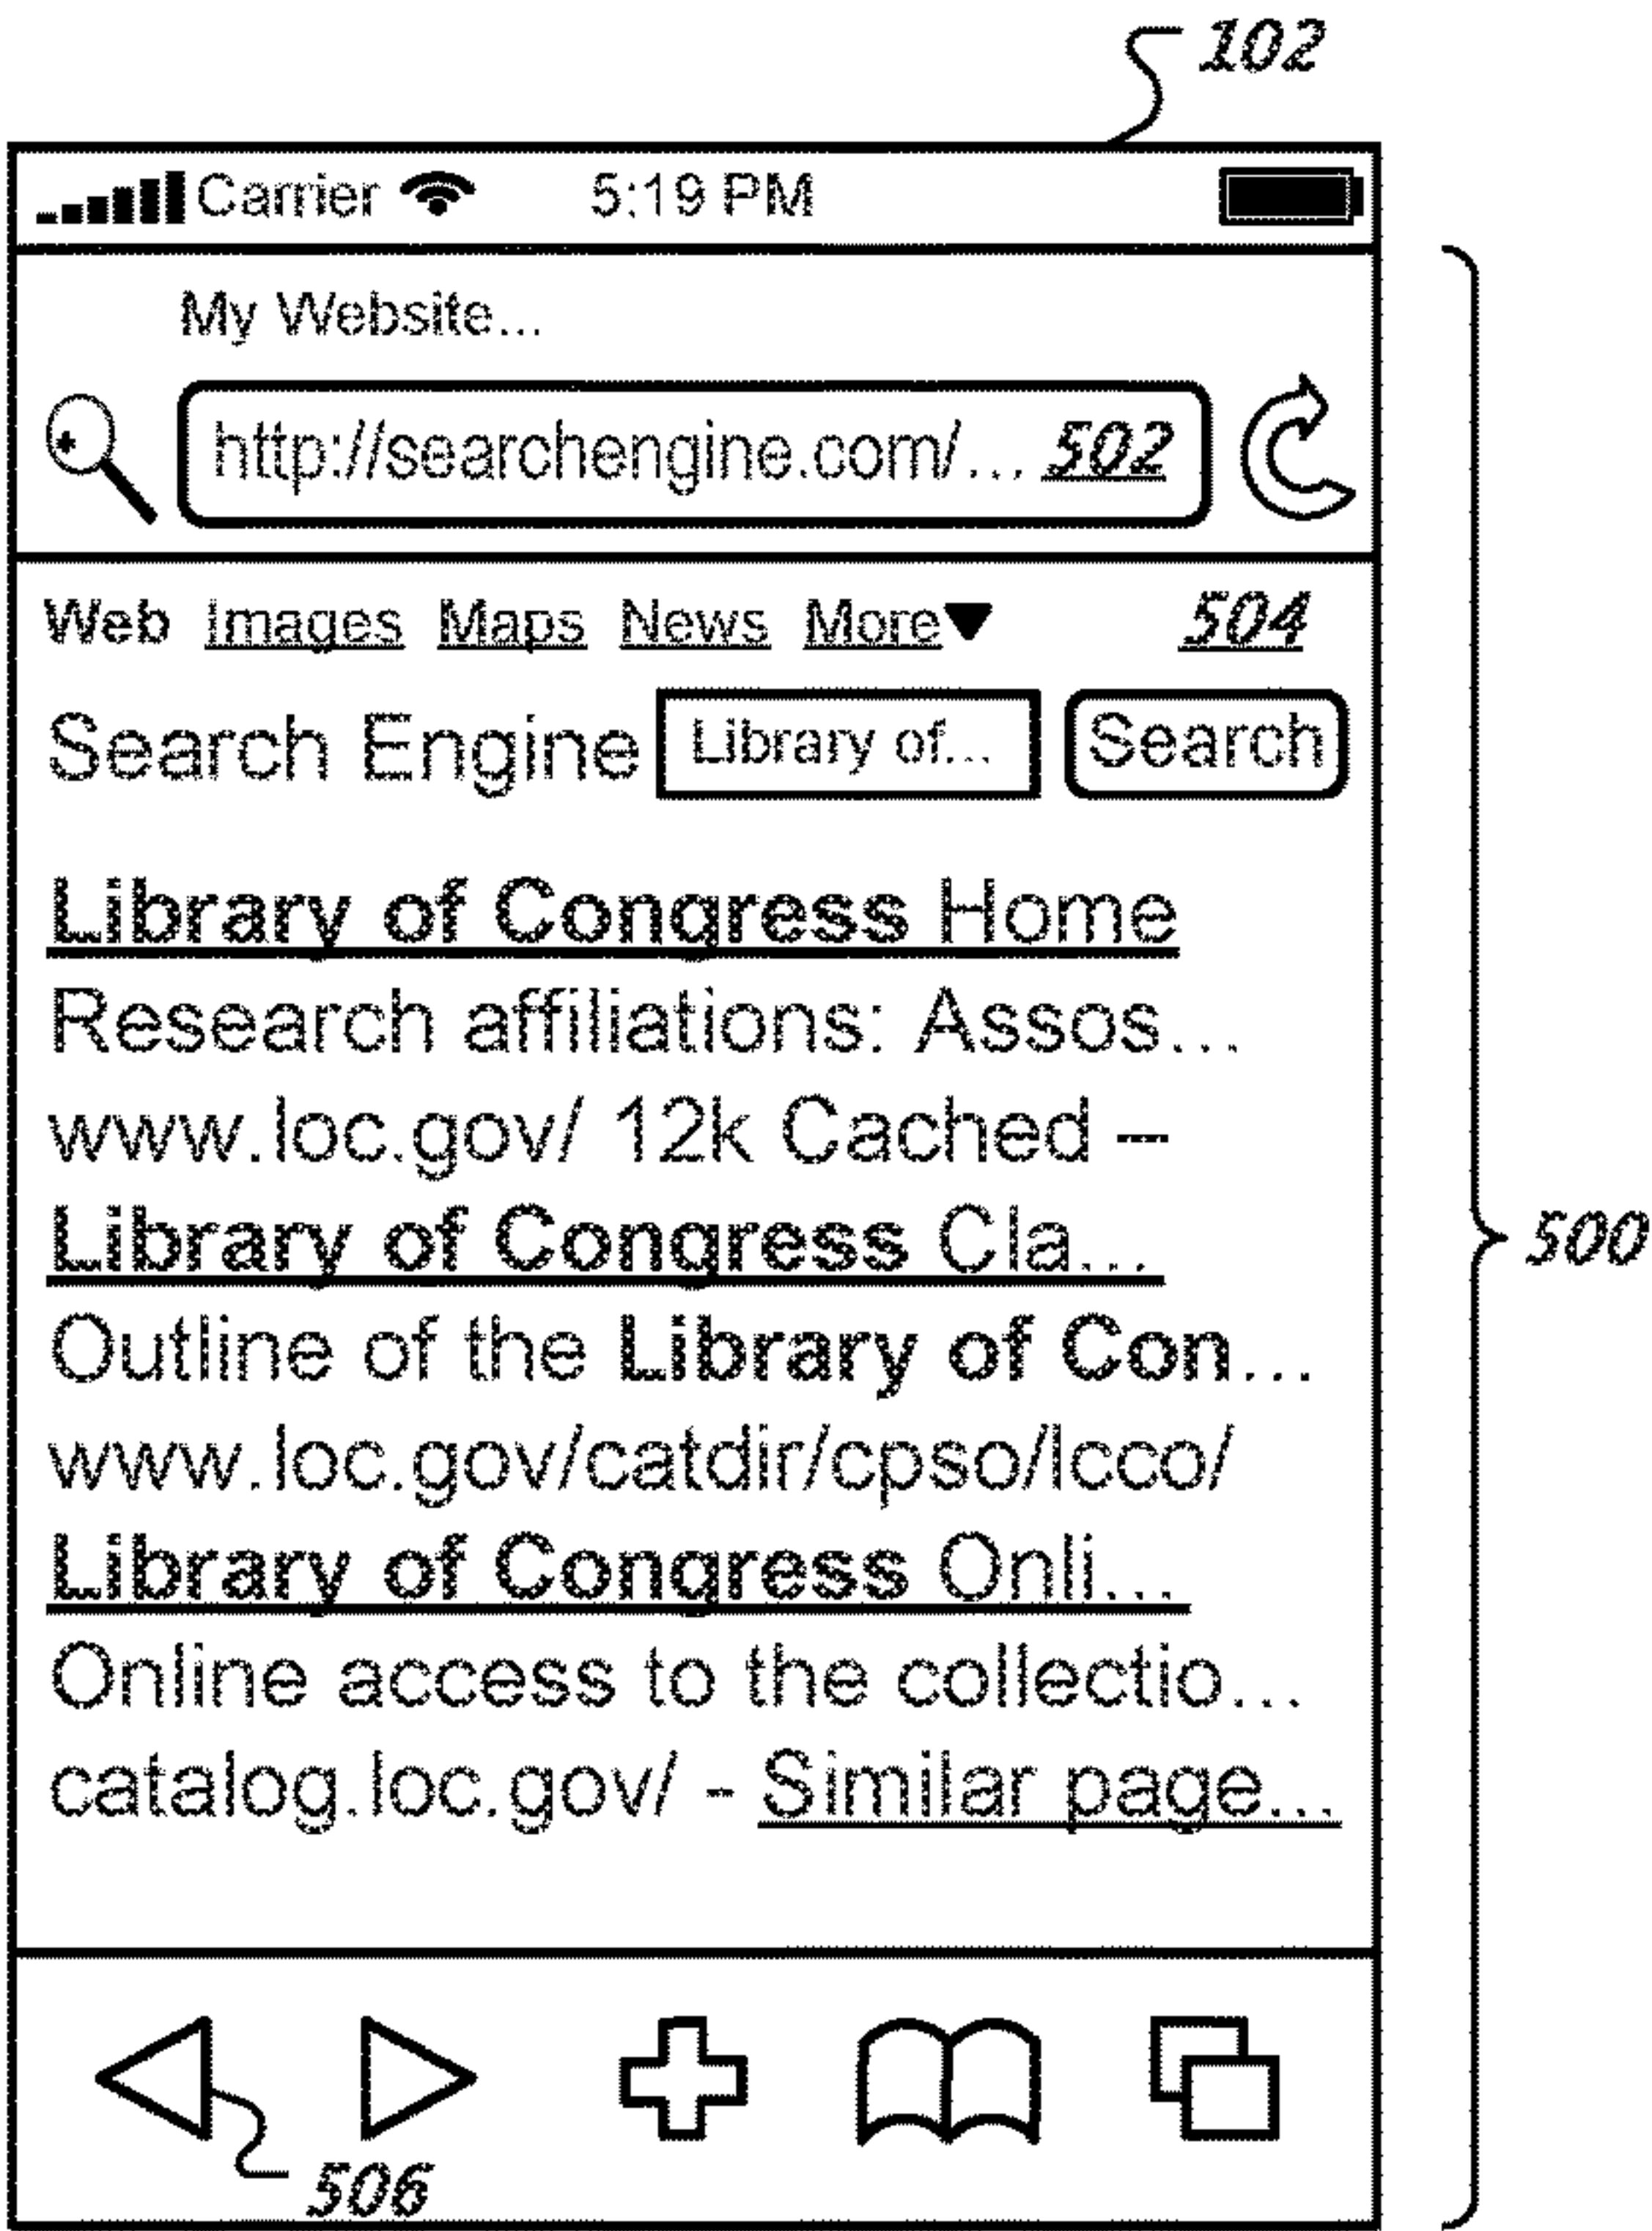 102
Carrier 5:19 PM
My Website...
http://searchengine.com/... 502
Web Images Maps News More 504
Search Engine Library of... Search
Library of Congress Home
Research affiliations: Assos...
www.loc.gov/ 12k Cached –
Library of Congress Cla...
500
Outline of the Library of Con...
www.loc.gov/catdir/cpso/lcco/
Library of Congress Onli...
Online access to the collectio...
catalog.loc.gov/ - Similar page...
506